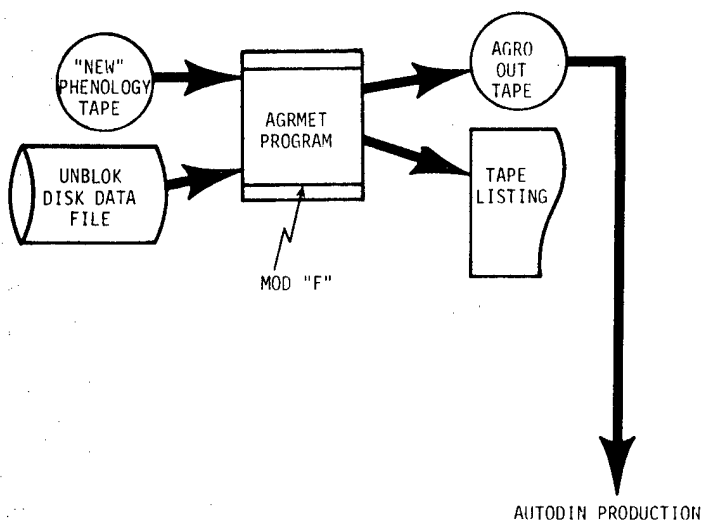 "NEW"
PHENOLOGY
TAPE
UNBLOK
DISK DATA
FILE
AGRMET
PROGRAM
MOD "F"
AGRO
OUT
TAPE
TAPE
LISTING
AUTODIN PRODUCTION